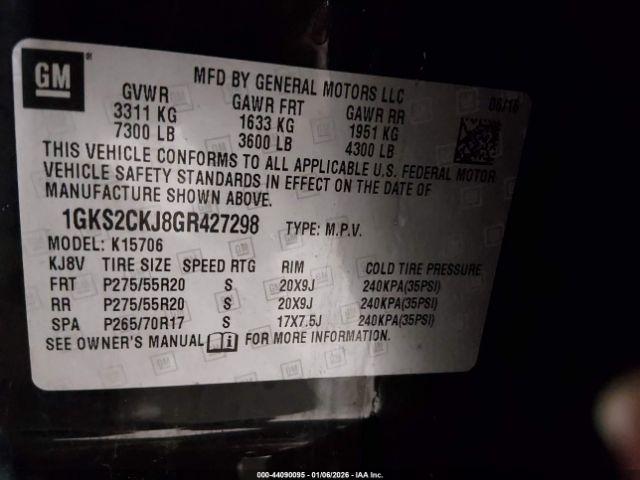 GM
MFD BY GENERAL MOTORS LLC
06/16
GVWR GAWR FRT GAWR RR
3311 KG 1633 KG 1951 KG
7300 LB 3600 LB 4300 LB
THIS VEHICLE CONFORMS TO ALL APPLICABLE U.S. FEDERAL MOTOR
VEHICLE SAFETY STANDARDS IN EFFECT ON THE DATE OF
MANUFACTURE SHOWN ABOVE.
1GKS2CKJ8GR427298 TYPE: M.P.V.
MODEL: K15706
KJ8V TIRE SIZE SPEED RTG RIM COLD TIRE PRESSURE
FRT P275/55R20 S 20X9J 240KPA(35PSI)
RR P275/55R20 S 20X9J 240KPA(35PSI)
SPA P265/70R17 S 17X7.5J 240KPA(35PSI)
SEE OWNER'S MANUAL FOR MORE INFORMATION.
000-44090095 - 01/06/2026 - IAA Inc.